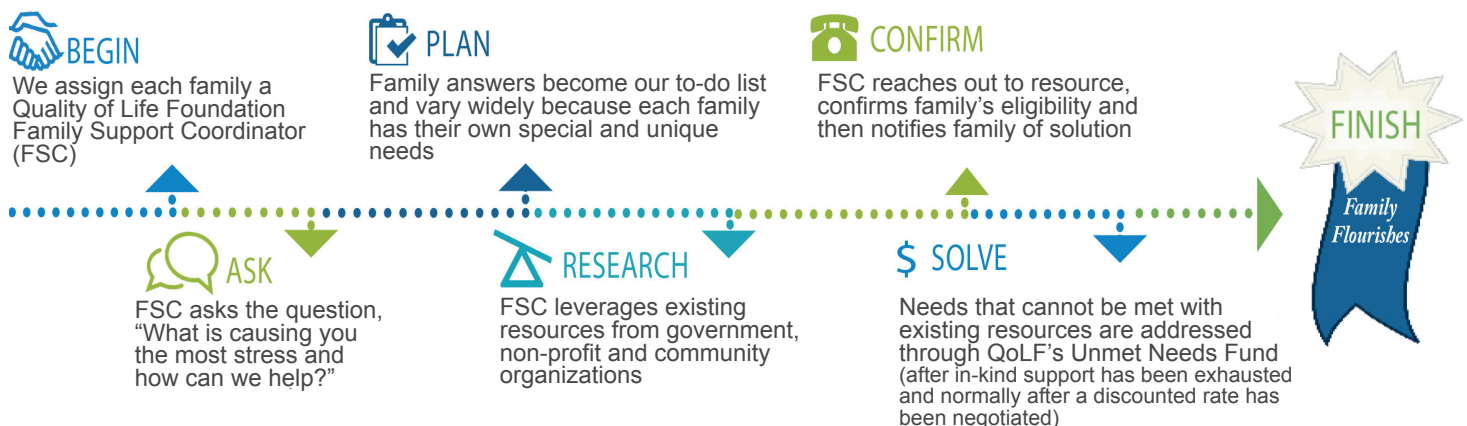 BEGIN
We assign each family a
Quality of Life Foundation
Family Support Coordinator
(FSC)
ASK
FSC asks the question,
“What is causing you
the most stress and
how can we help?”
PLAN
Family answers become our to-do list
and vary widely because each family
has their own special and unique
needs
RESEARCH
FSC leverages existing
resources from government,
non-profit and community
organizations
CONFIRM
FSC reaches out to resource,
confirms family’s eligibility and
then notifies family of solution
$ SOLVE
Needs that cannot be met with
existing resources are addressed
through QoLF’s Unmet Needs Fund
(after in-kind support has been exhausted
and normally after a discounted rate has
been negotiated)
FINISH
Family
Flourishes